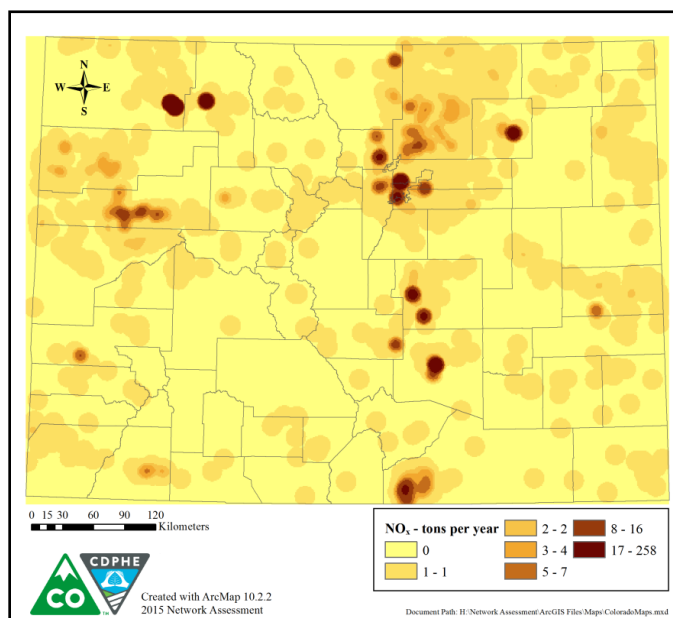 N
W E
S
0 15 30 60 90 120
Kilometers
NOx - tons per year
0
1 - 1
2 - 2
3 - 4
5 - 7
8 - 16
17 - 258
CO
TM
CDPHE
Created with ArcMap 10.2.2
2015 Network Assessment
Document Path: H:\Network Assessment\ArcGIS Files\Maps\ColoradoMaps.mxd